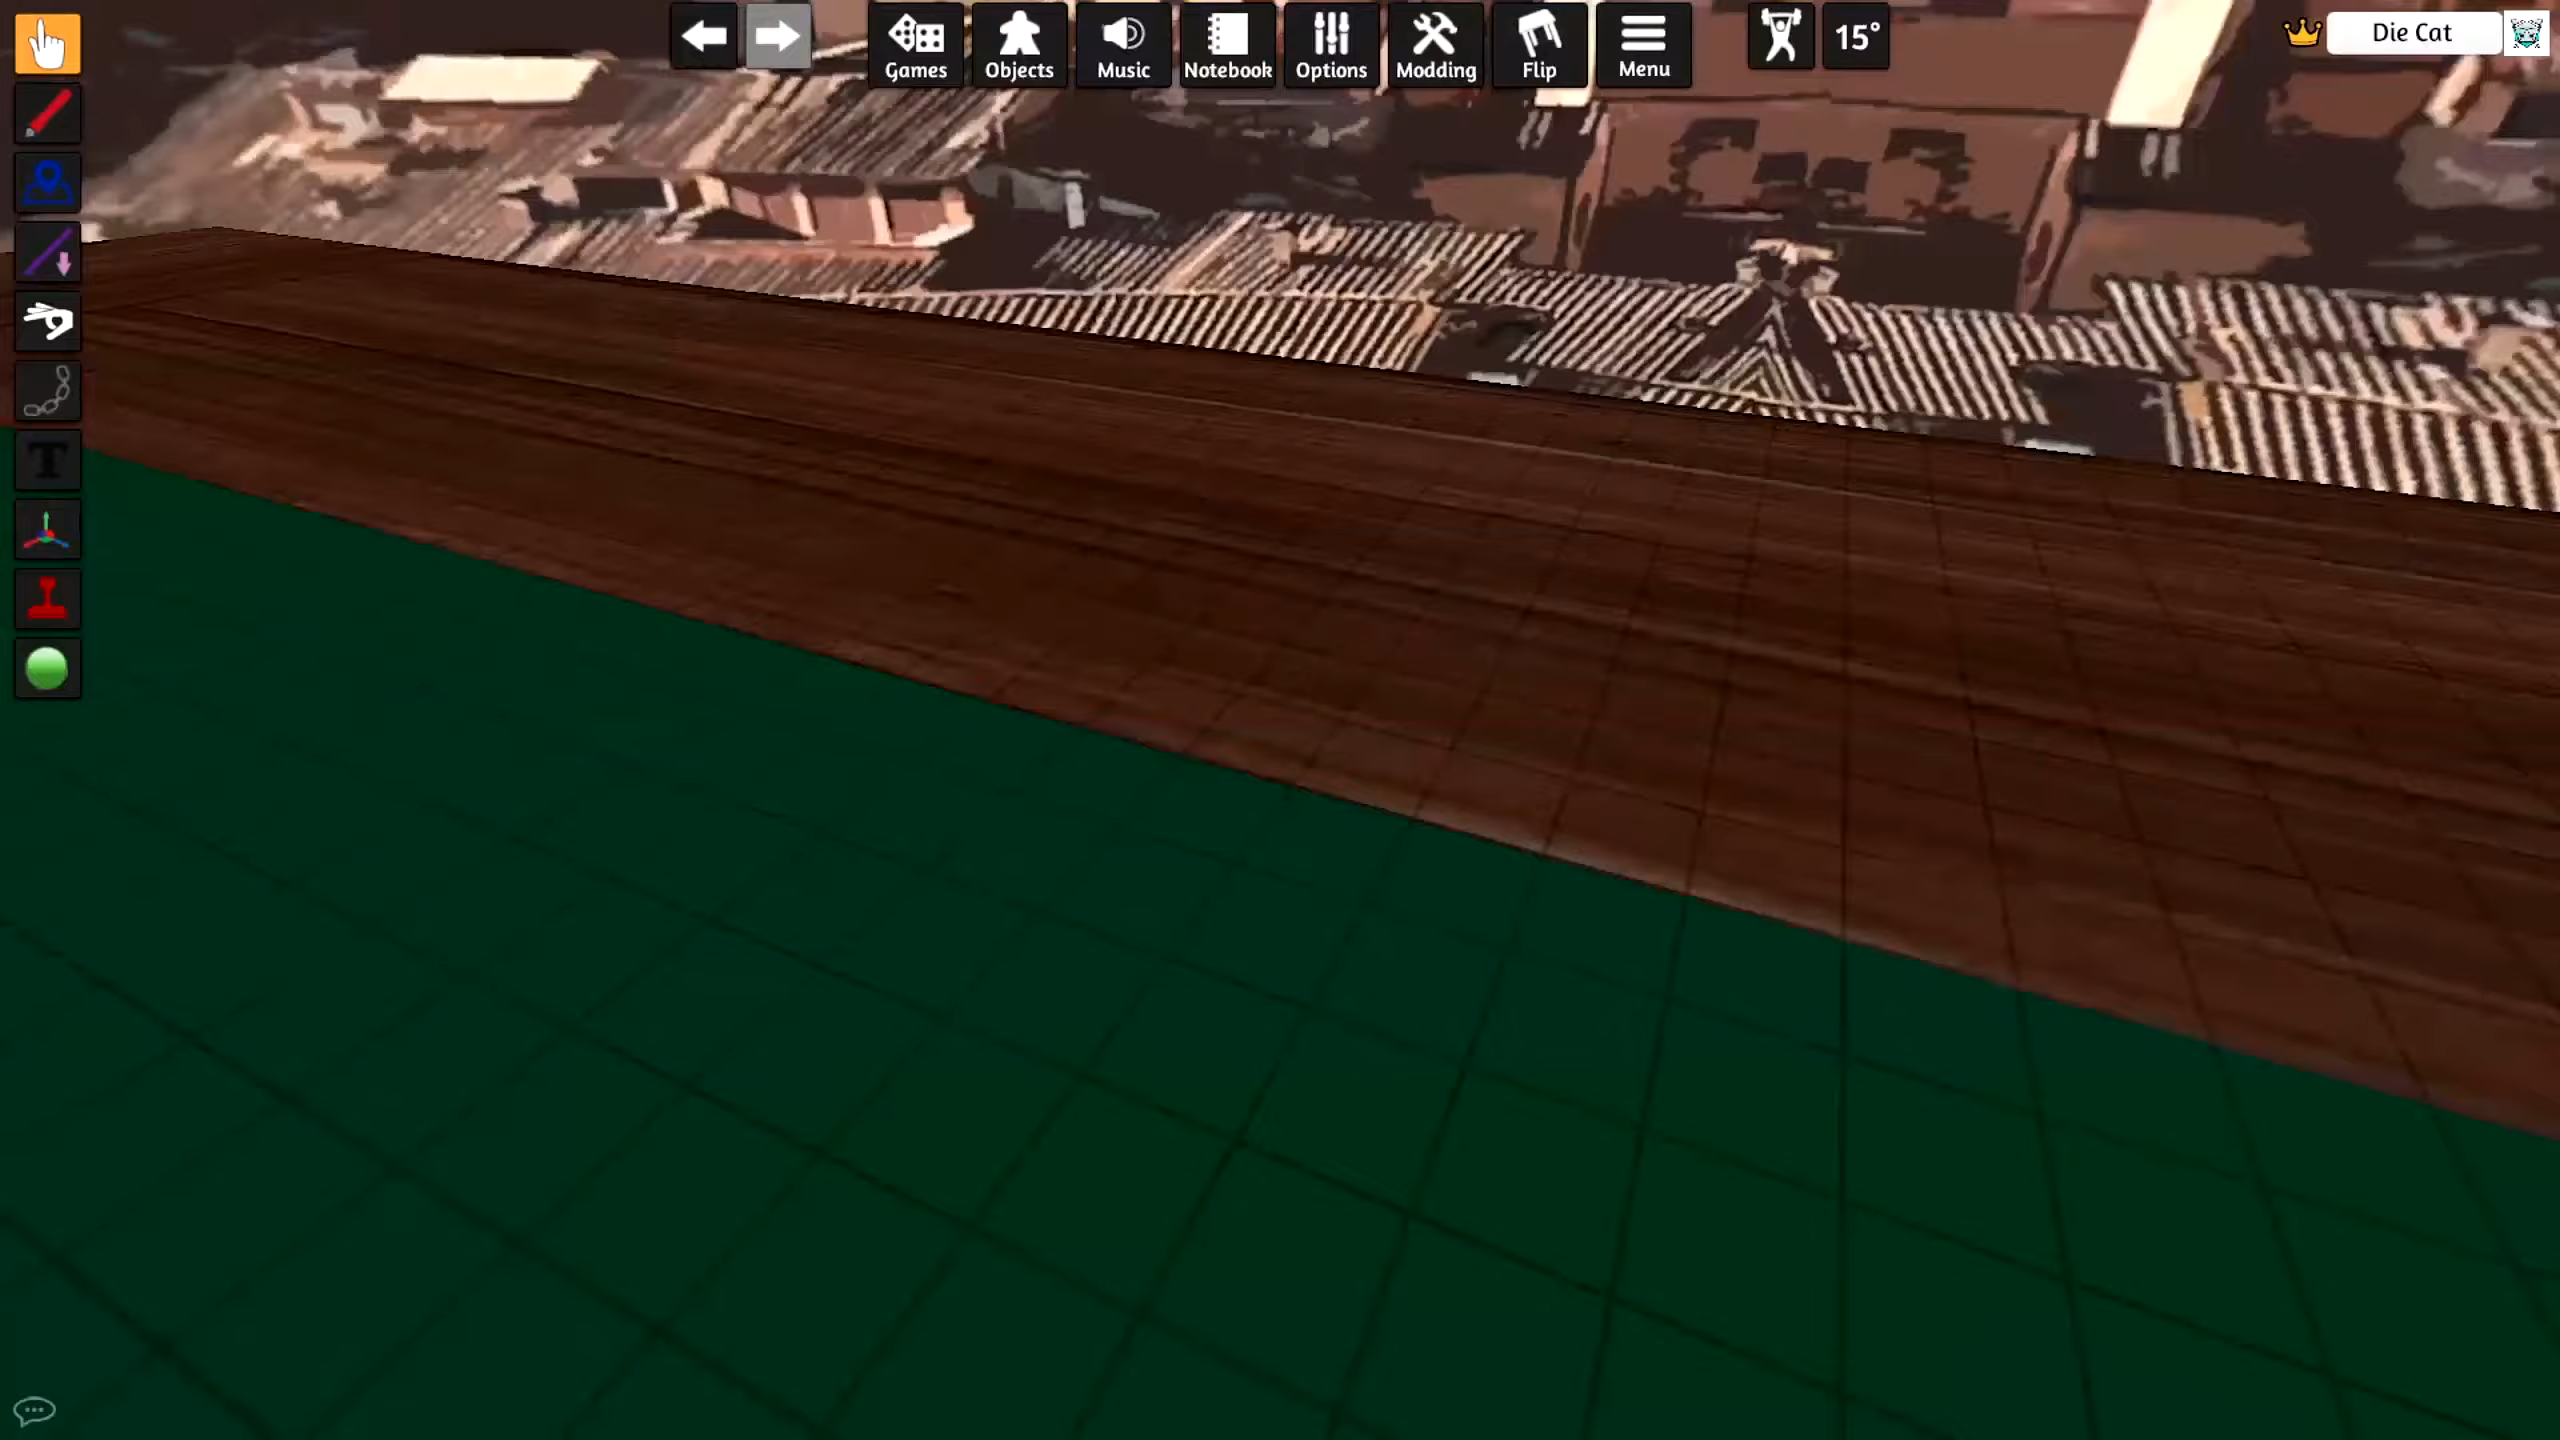 Games
Objects
Music
Notebook
Options
Modding
Flip
Menu
15°
Die Cat
T